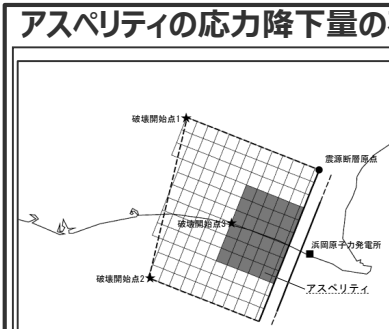 アスペリティの応力降下量の
破壊開始点1
震源断層原点
破壊開始点3
浜岡原子力発電所
破壊開始点2
アスペリティ